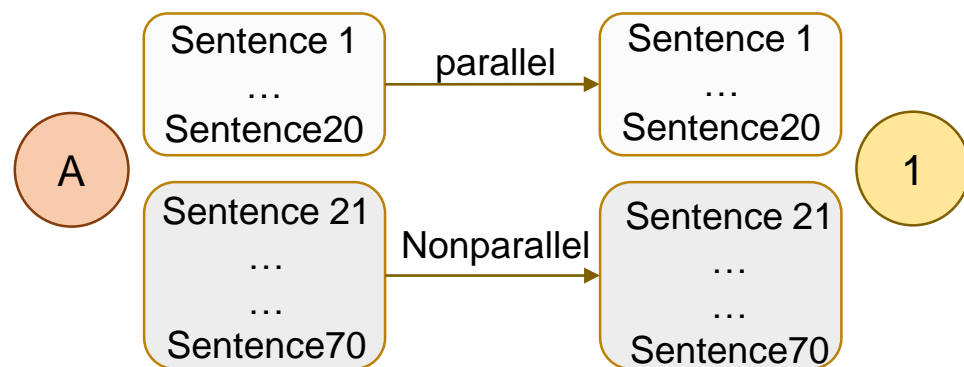 Sentence 1
…
Sentence20
parallel
Sentence 1
…
Sentence20
A
1
Sentence 21
…
…
Sentence70
Nonparallel
Sentence 21
…
…
Sentence70